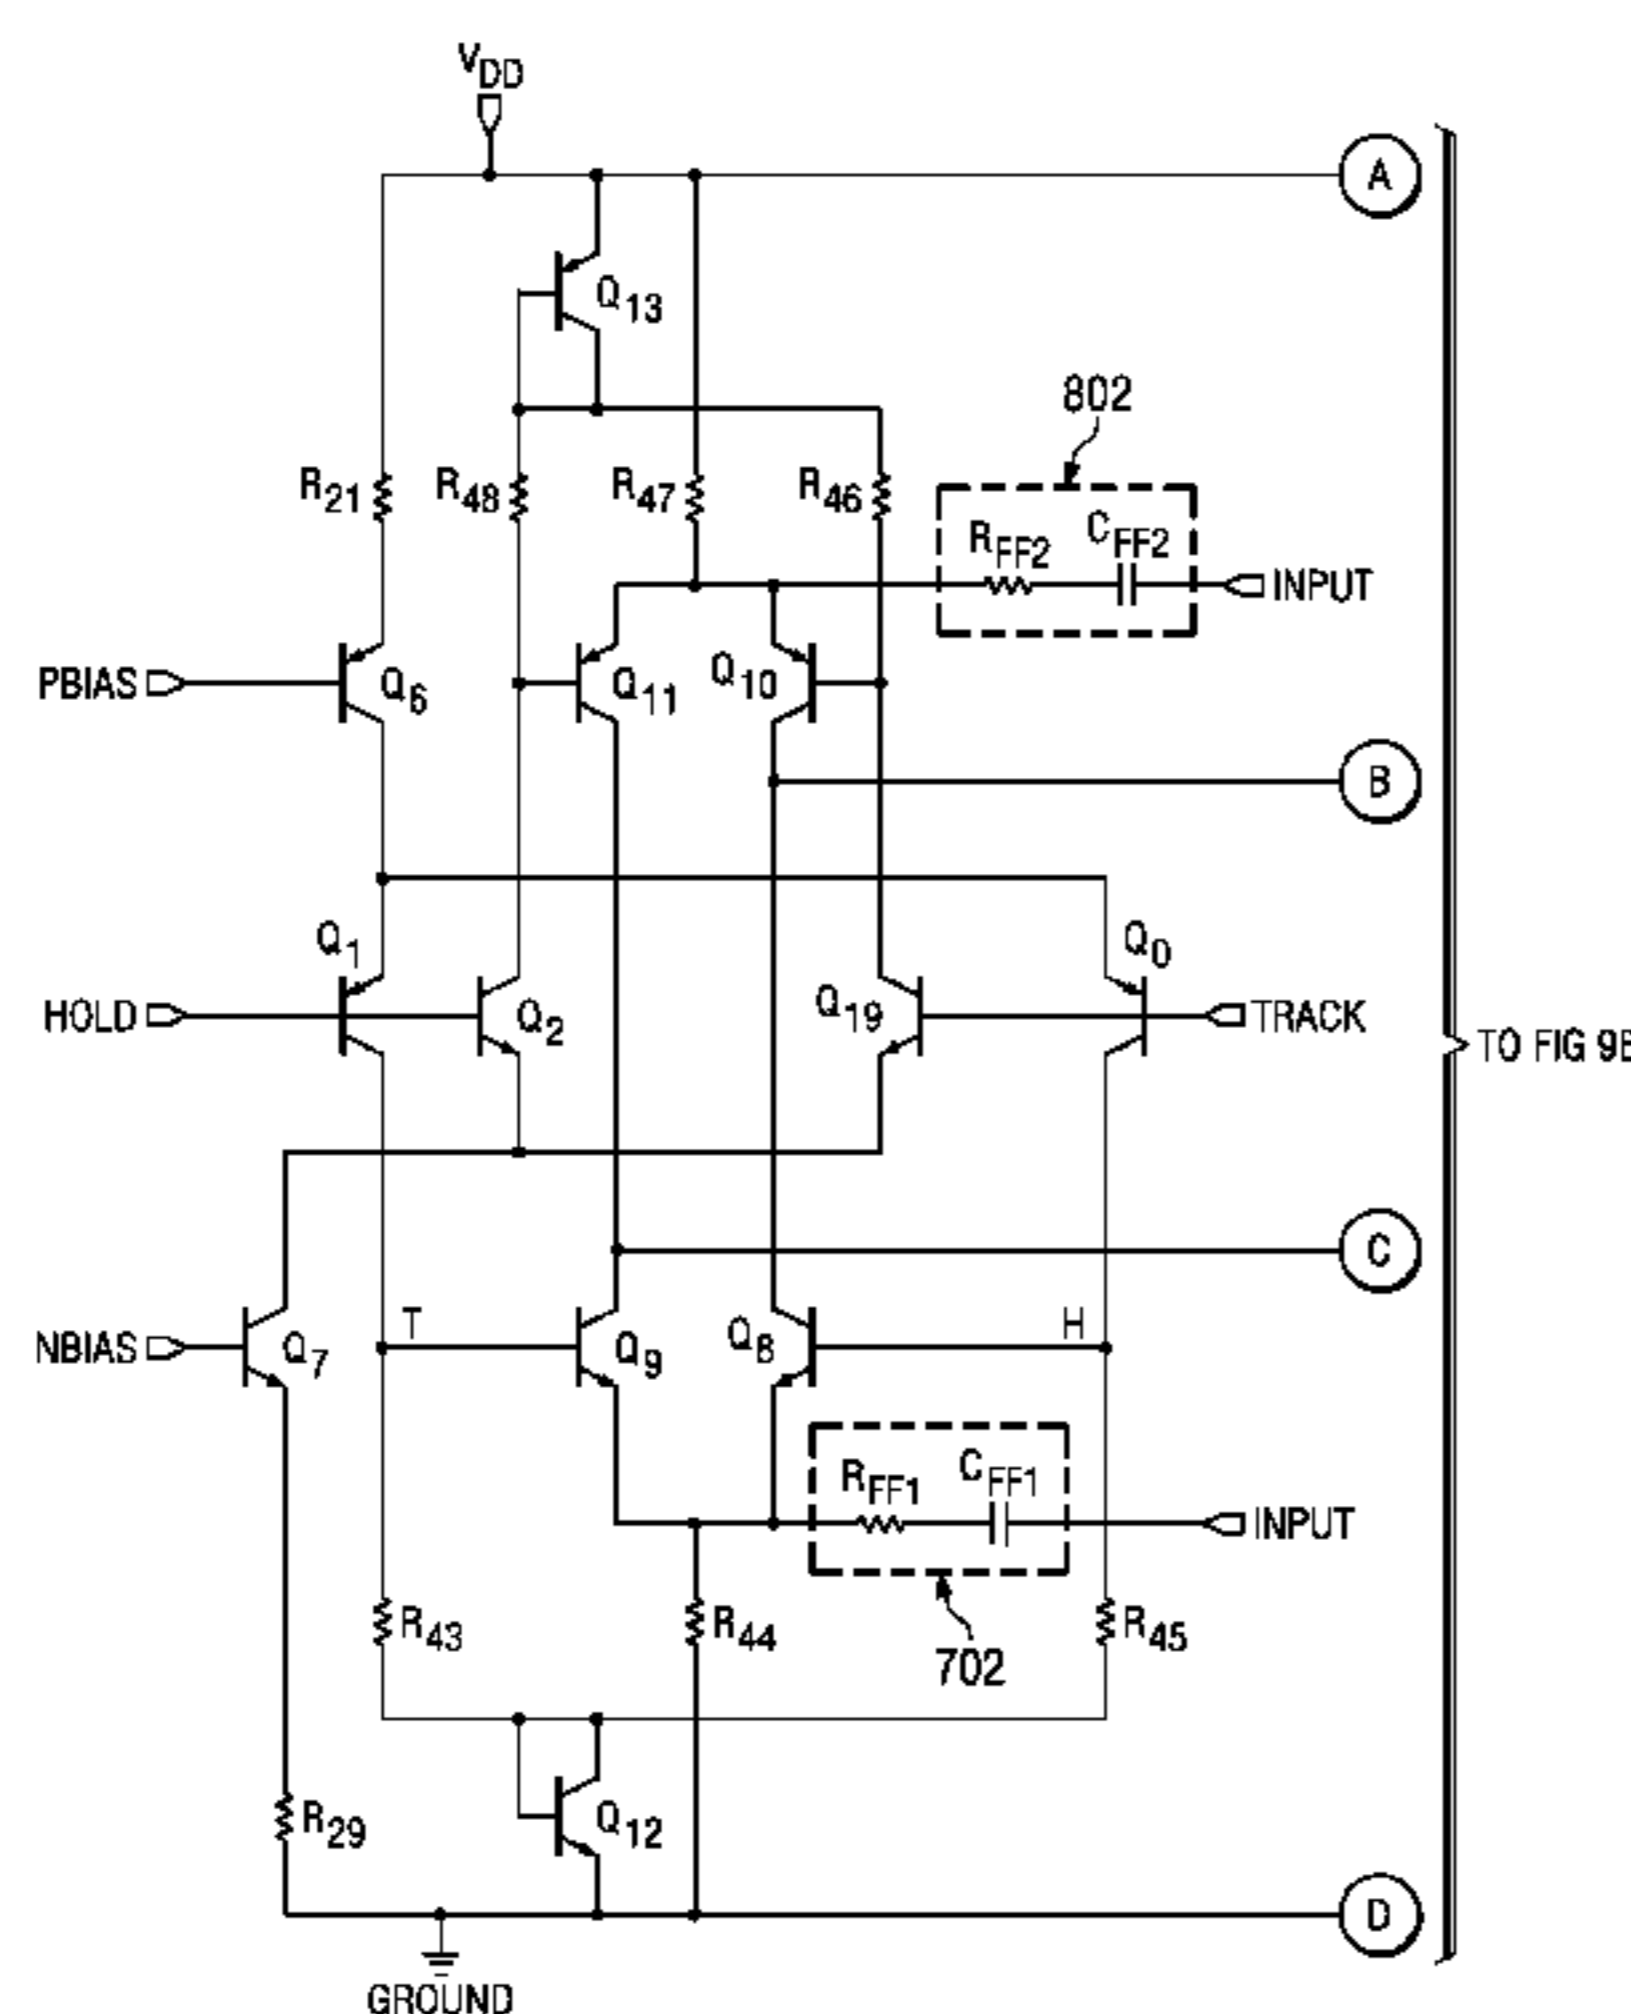 VDD
A
Q13
802
R21
R48
R47
R46
RFF2
CFF2
INPUT
PBIAS
Q6
Q11
Q10
B
Q1
Q0
HOLD
Q2
Q19
TRACK
TO FIG 9B
C
T
H
NBIAS
Q7
Q9
Q8
RFF1
CFF1
INPUT
R43
R44
R45
702
R29
Q12
D
GROUND